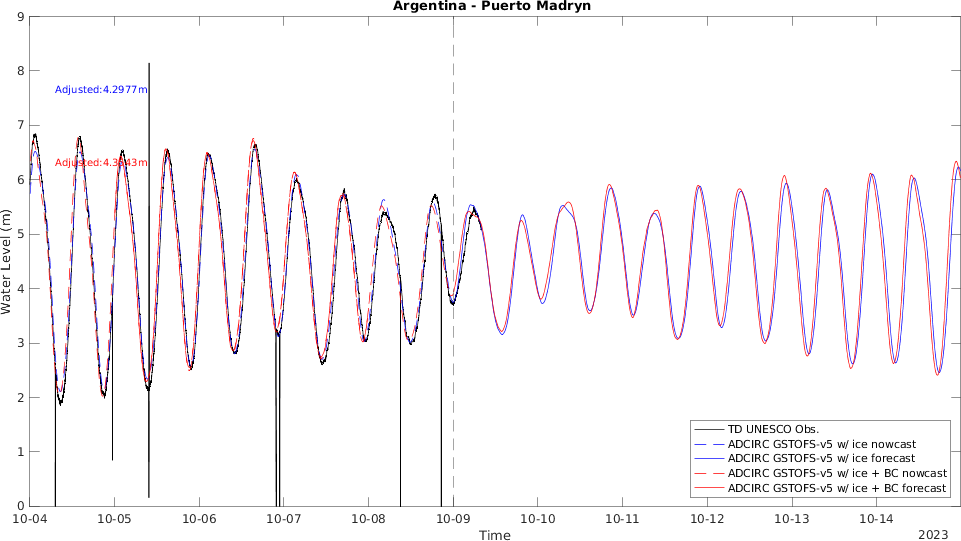 Argentina - Puerto Madryn
9
8
7
6
5
4
3
2
1
0
Water Level (m)
Adjusted:4.2977m
Adjusted:4.3543m
TD UNESCO Obs.
ADCIRC GSTOFS-v5 w/ ice nowcast
ADCIRC GSTOFS-v5 w/ ice forecast
ADCIRC GSTOFS-v5 w/ ice + BC nowcast
ADCIRC GSTOFS-v5 w/ ice + BC forecast
10-04 10-05 10-06 10-07 10-08 10-09 10-10 10-11 10-12 10-13 10-14
Time
2023